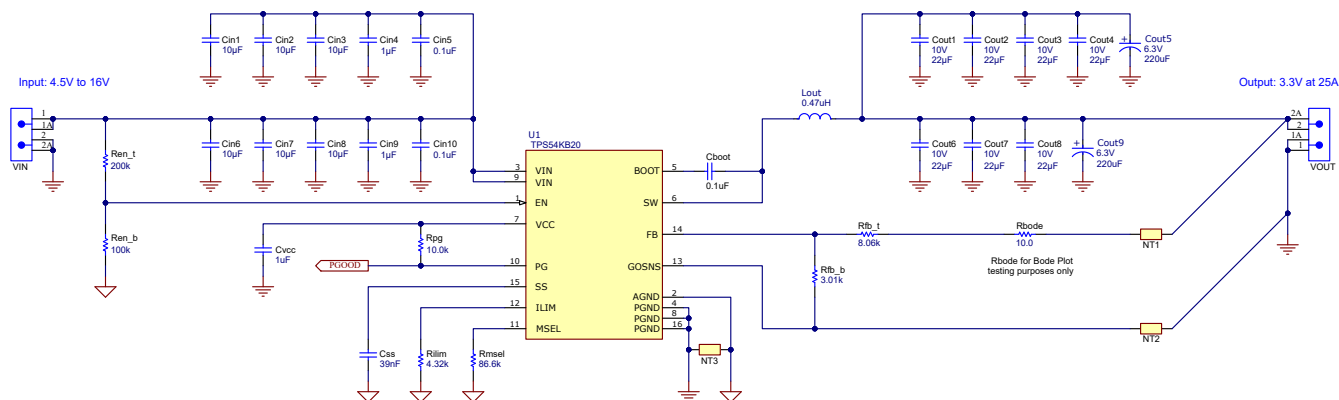 Cin1
10µF
Cin2
10µF
Cin3
10µF
Cin4
1µF
Cin5
0.1uF
Cout1
10V
22µF
Cout2
10V
22µF
Cout3
10V
22µF
Cout4
10V
22µF
+
Cout5
6.3V
220uF
Input: 4.5V to 16V
Output: 3.3V at 25A
Lout
0.47uH
1
1A
2
2A
VIN
2A
2
1A
1
VOUT
Ren_t
200k
Cin6
10µF
Cin7
10µF
Cin8
10µF
Cin9
1µF
Cin10
0.1uF
Cout6
10V
22µF
Cout7
10V
22µF
Cout8
10V
22µF
+
Cout9
6.3V
220uF
U1
TPS54KB20
3
VIN
9
VIN
1
EN
7
VCC
10
PG
15
SS
12
ILIM
11
MSEL
BOOT
5
SW
6
FB
14
GOSNS
13
AGND
2
PGND
4
PGND
8
PGND
16
Cboot
0.1uF
Ren_b
100k
Cvcc
1uF
Rpg
10.0k
PGOOD
Rfb_t
8.06k
Rbode
10.0
NT1
Rbode for Bode Plot
testing purposes only
Rfb_b
3.01k
NT2
Css
39nF
Rilim
4.32k
Rmsel
86.6k
NT3